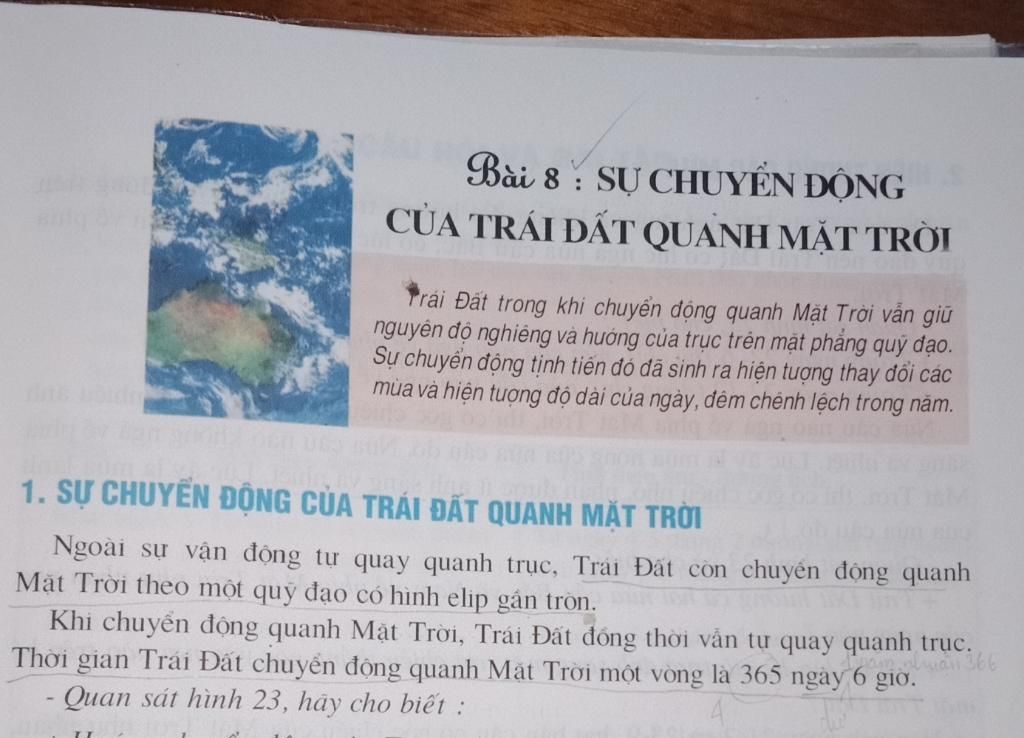 Bài 8 : SỰ CHUYỂN ĐỘNG
CỦA TRÁI ĐẤT QUANH MẶT TRỜI
Trái Đất trong khi chuyển động quanh Mặt Trời vẫn giữ
nguyên độ nghiêng và hướng của trục trên mặt phẳng quỹ đạo.
Sự chuyển động tịnh tiến đó đã sinh ra hiện tượng thay đổi các
mùa và hiện tượng độ dài của ngày, đêm chênh lệch trong năm.
1. SỰ CHUYỂN ĐỘNG CỦA TRÁI ĐẤT QUANH MẶT TRỜI
Ngoài sự vận động tự quay quanh trục, Trái Đất còn chuyển động quanh
Mặt Trời theo một quỹ đạo có hình elip gần tròn.
Khi chuyển động quanh Mặt Trời, Trái Đất đồng thời vẫn tự quay quanh trục.
Thời gian Trái Đất chuyển động quanh Mặt Trời một vòng là 365 ngày 6 giờ.
năm nhuận 366
- Quan sát hình 23, hãy cho biết :
4 dư